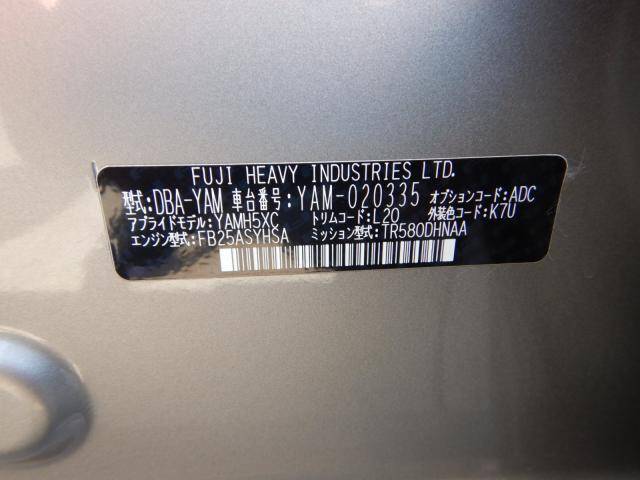 FUJI HEAVY INDUSTRIES LTD.
型式:DBA-YAM 車台番号:YAM-020335 オプションコード:ADC
アプライドモデル:YAMH5XC トリムコード:L20 外装色コード:K7U
エンジン型式:FB25ASYHSA ミッション型式:TR580DHNAA